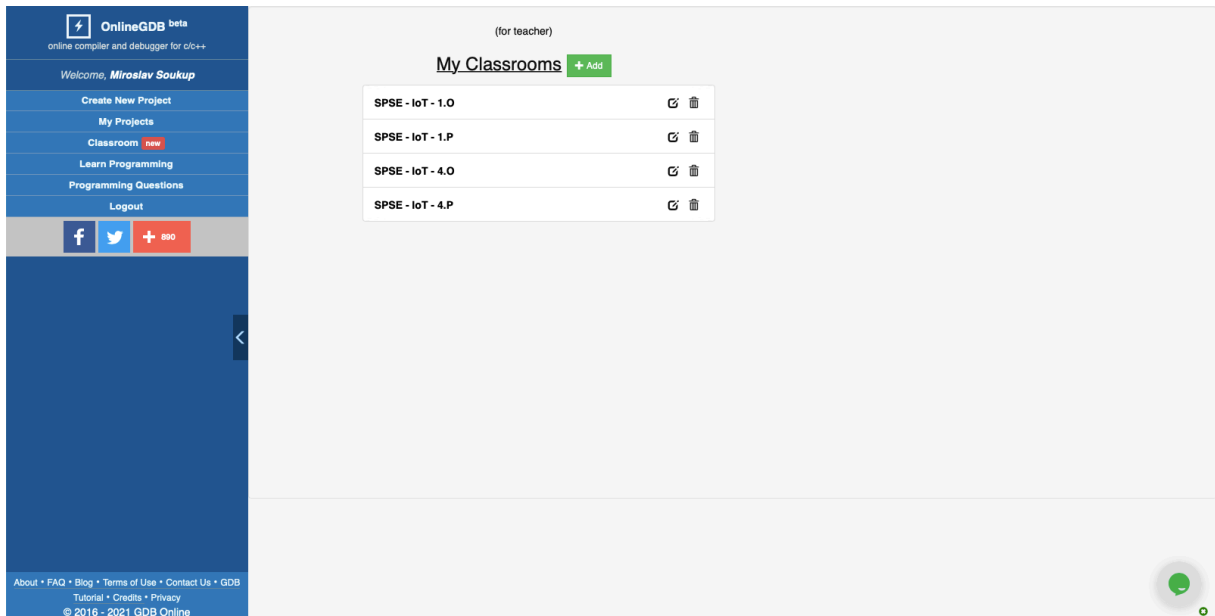 OnlineGDB beta
online compiler and debugger for c/c++
Welcome, Miroslav Soukup
Create New Project
My Projects
Classroom new
Learn Programming
Programming Questions
Logout
f + 890
About • FAQ • Blog • Terms of Use • Contact Us • GDB
Tutorial • Credits • Privacy
© 2016 - 2021 GDB Online
(for teacher)
My Classrooms + Add
SPSE - IoT - 1.O
SPSE - IoT - 1.P
SPSE - IoT - 4.O
SPSE - IoT - 4.P